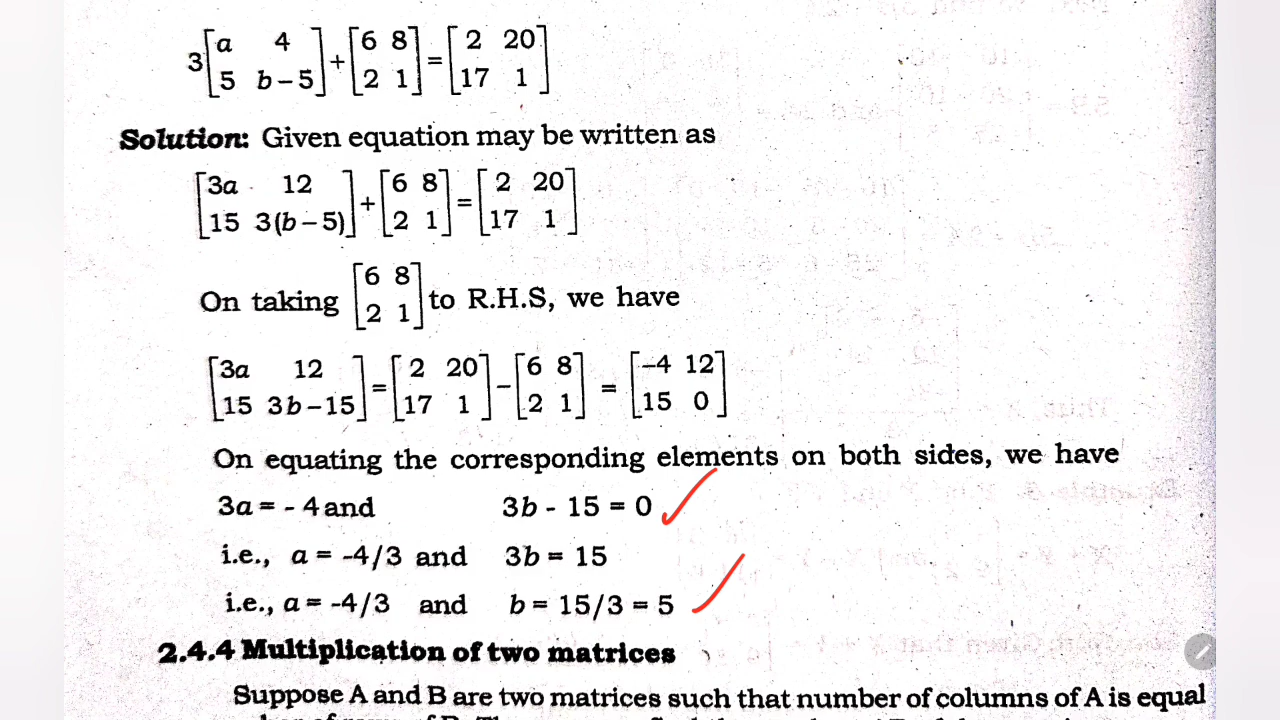 3[a 4; 5 b – 5] + [6 8; 2 1] = [2 20; 17 1]
Solution: Given equation may be written as
[3a 12; 15 3(b – 5)] + [6 8; 2 1] = [2 20; 17 1]
On taking [6 8; 2 1] to R.H.S, we have
[3a 12; 15 3b – 15] = [2 20; 17 1] – [6 8; 2 1] = [–4 12; 15 0]
On equating the corresponding elements on both sides, we have
3a = - 4 and 3b - 15 = 0
i.e., a = -4/3 and 3b = 15
i.e., a = -4/3 and b = 15/3 = 5
2.4.4 Multiplication of two matrices
Suppose A and B are two matrices such that number of columns of A is equal